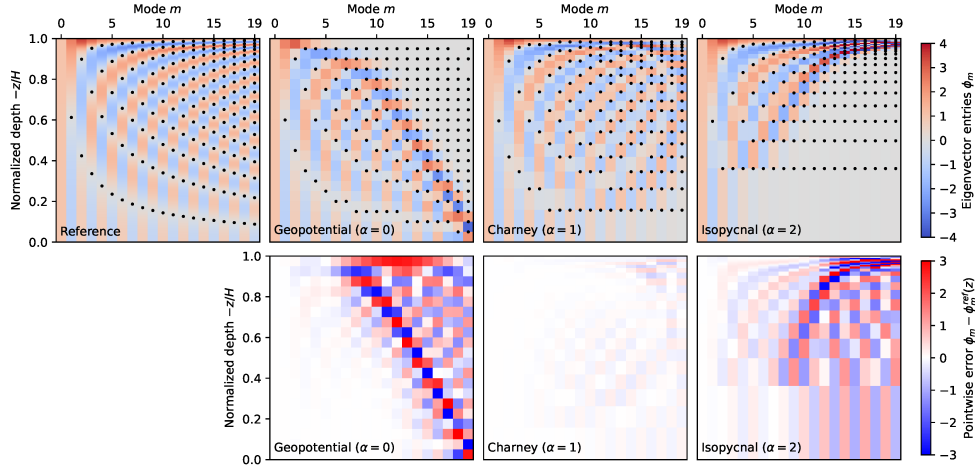 Mode m
Mode m
Mode m
Mode m
0 5 10 15 19
0 5 10 15 19
0 5 10 15 19
0 5 10 15 19
Normalized depth −z/H
1.0
0.8
0.6
0.4
0.2
0.0
Reference
Geopotential (α = 0)
Charney (α = 1)
Isopycnal (α = 2)
4
3
2
1
0
−1
−2
−3
−4
Eigenvector entries ϕm
Normalized depth −z/H
1.0
0.8
0.6
0.4
0.2
0.0
Geopotential (α = 0)
Charney (α = 1)
Isopycnal (α = 2)
3
2
1
0
−1
−2
−3
Pointwise error ϕm − ϕm^ref(z)